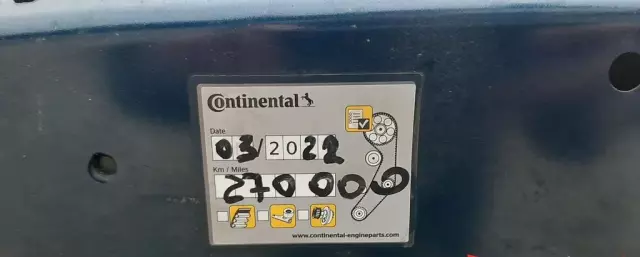 Continental
Date
03/2022
Km / Miles
270000
www.continental-engineparts.com